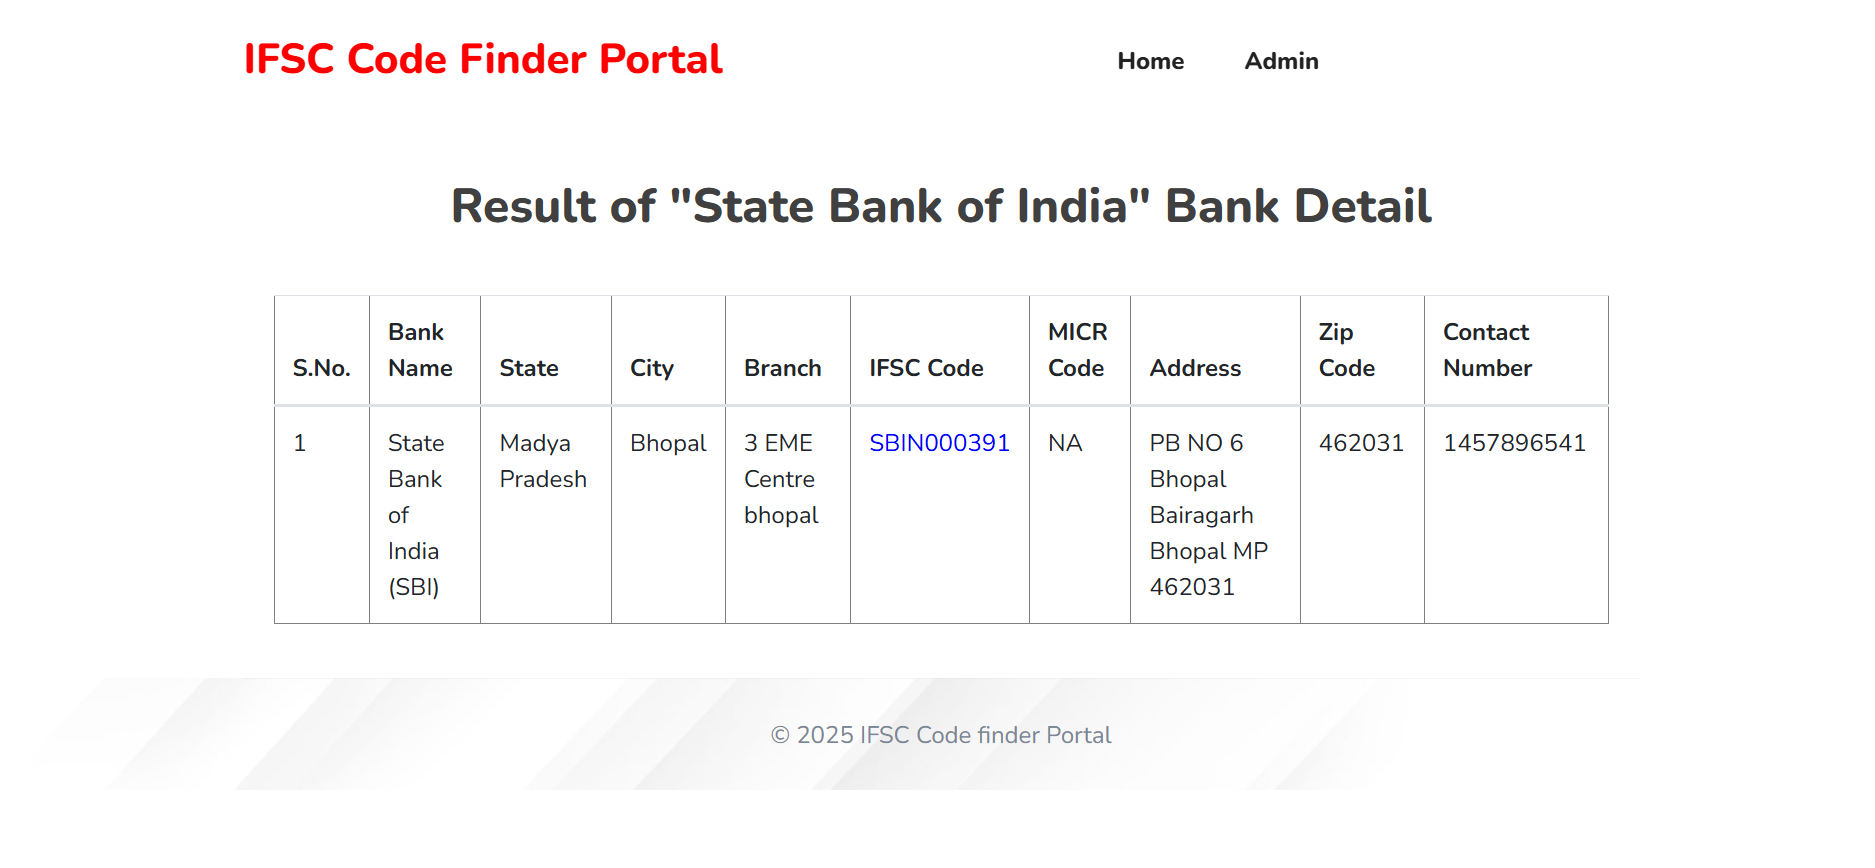 IFSC Code Finder Portal
Home
Admin
Result of "State Bank of India" Bank Detail
S.No.
Bank
Name
State
City
Branch
IFSC Code
MICR
Code
Address
Zip
Code
Contact
Number
1
State
Bank
of
India
(SBI)
Madya
Pradesh
Bhopal
3 EME
Centre
bhopal
SBIN000391
NA
PB NO 6
Bhopal
Bairagarh
Bhopal MP
462031
462031
1457896541
© 2025 IFSC Code finder Portal